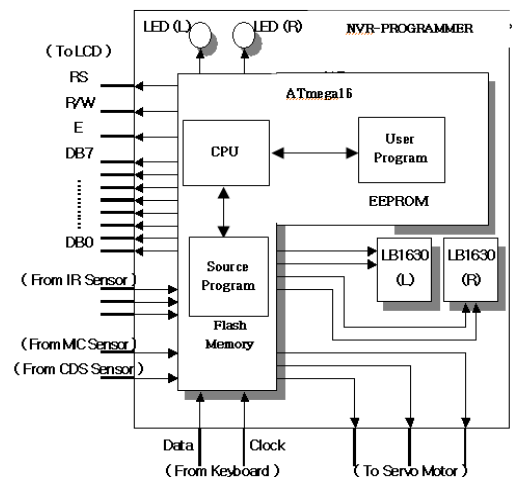 LED (L)
LED (R)
NVR-PROGRAMMER
( To LCD )
RS
R/W
E
DB7
DB0
ATmega16
CPU
User
Program
EEPROM
Source
Program
Flash
Memory
LB1630
(L)
LB1630
(R)
( From IR Sensor )
( From MIC Sensor )
( From CDS Sensor )
Data
Clock
( From Keyboard )
( To Servo Motor )